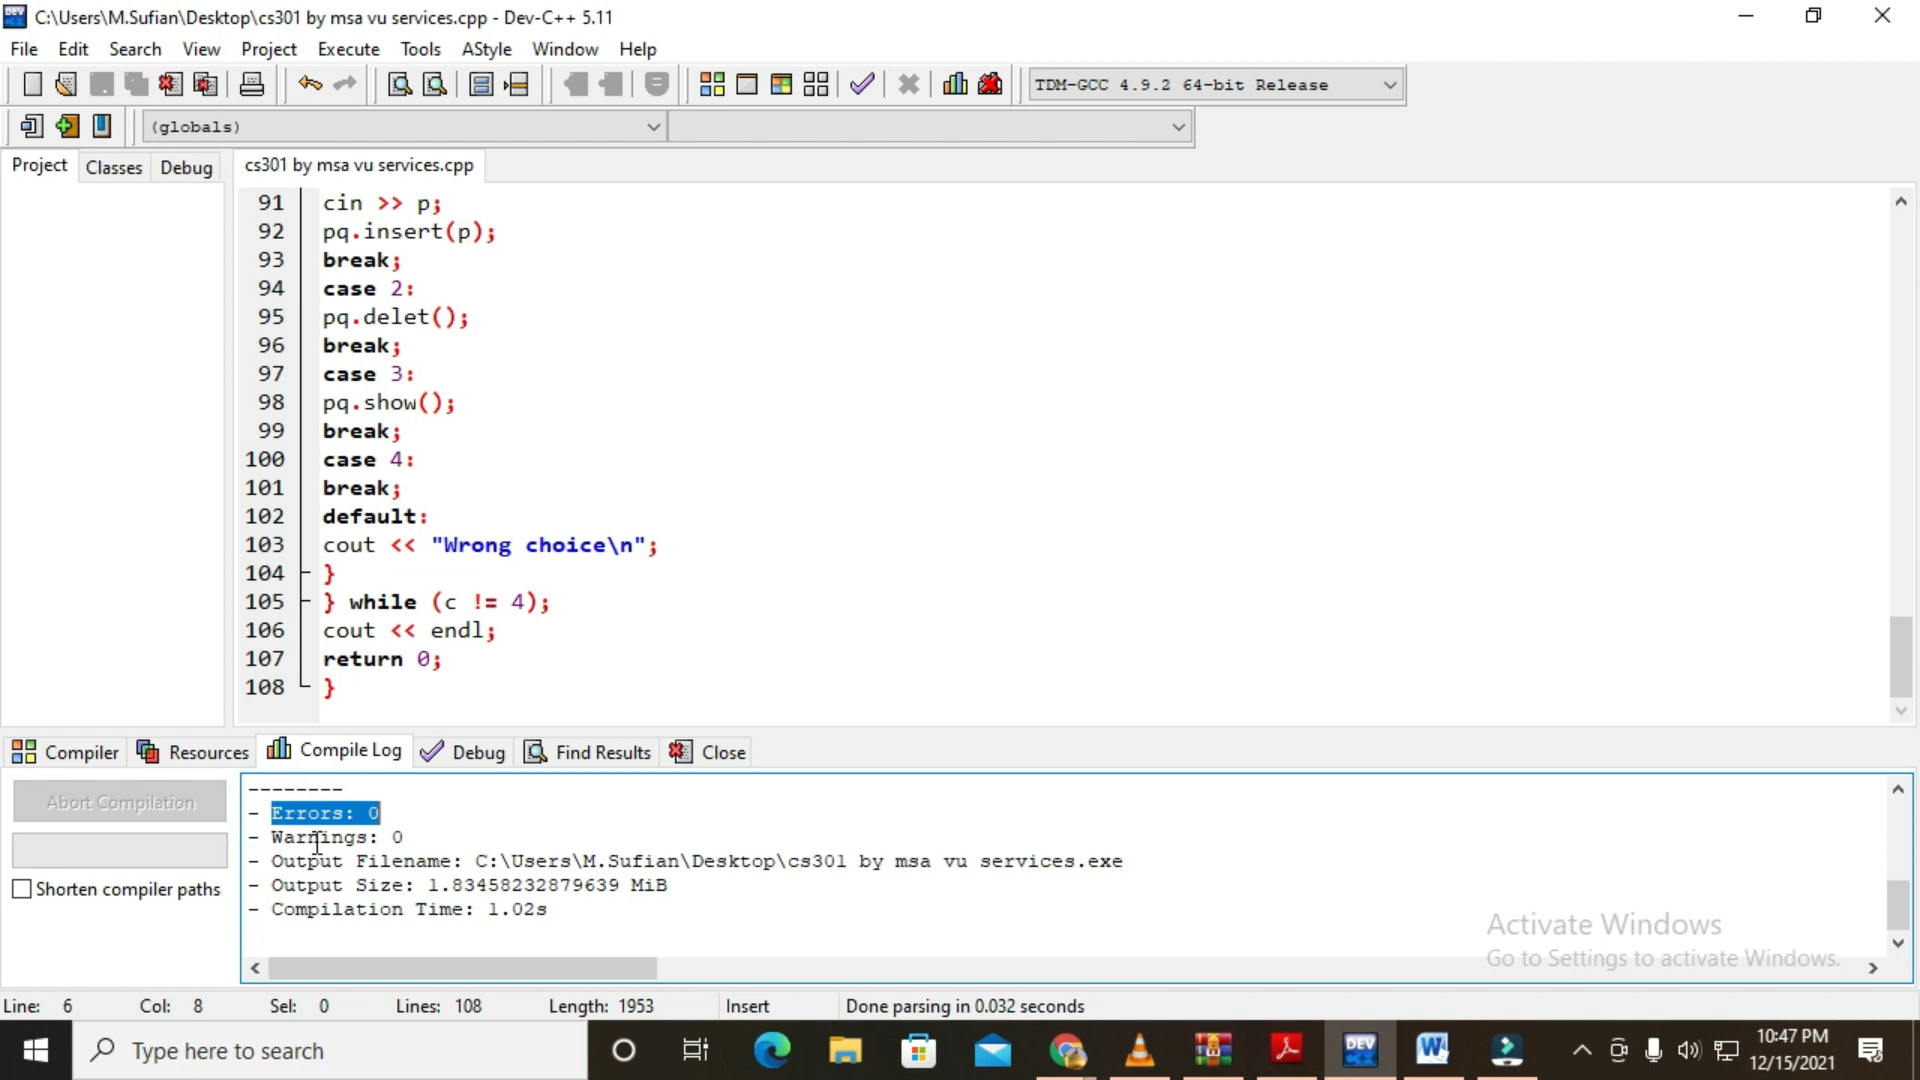 C:\Users\M.Sufian\Desktop\cs301 by msa vu services.cpp - Dev-C++ 5.11
File Edit Search View Project Execute Tools AStyle Window Help
TDM-GCC 4.9.2 64-bit Release
(globals)
Project Classes Debug
cs301 by msa vu services.cpp
91 cin >> p;
92 pq.insert(p);
93 break;
94 case 2:
95 pq.delet();
96 break;
97 case 3:
98 pq.show();
99 break;
100 case 4:
101 break;
102 default:
103 cout << "Wrong choice\n";
104 }
105 } while (c != 4);
106 cout << endl;
107 return 0;
108 }
Compiler Resources Compile Log Debug Find Results Close
Abort Compilation
Shorten compiler paths
--------
- Errors: 0
- Warnings: 0
- Output Filename: C:\Users\M.Sufian\Desktop\cs301 by msa vu services.exe
- Output Size: 1.83458232879639 MiB
- Compilation Time: 1.02s
Activate Windows
Go to Settings to activate Windows.
Line: 6 Col: 8 Sel: 0 Lines: 108 Length: 1953 Insert Done parsing in 0.032 seconds
Type here to search
DEV
W
10:47 PM
12/15/2021